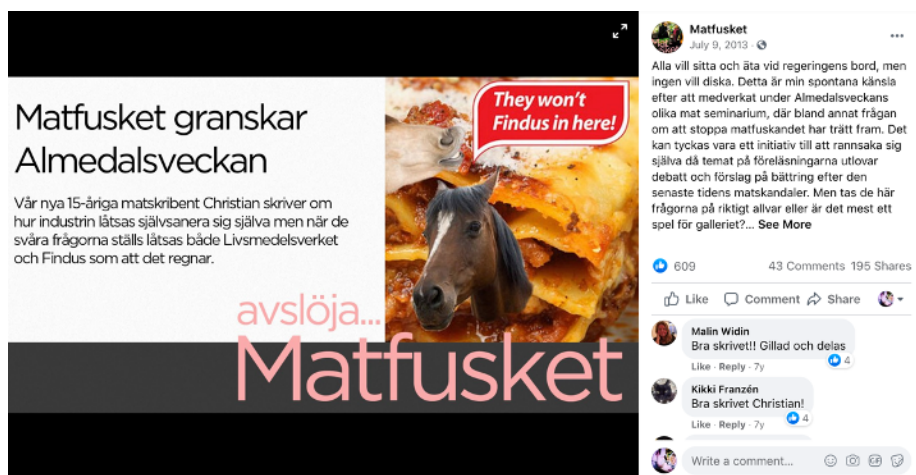 Matfusket granskar
Almedalsveckan
Vår nya 15-åriga matskribent Christian skriver om
hur industrin låtsas självsanera sig själva men när de
svåra frågorna ställs låtsas både Livsmedelsverket
och Findus som att det regnar.
They won't
Findus in here!
avslöja...
Matfusket
Matfusket
July 9, 2013 ·
Alla vill sitta och äta vid regeringens bord, men
ingen vill diska. Detta är min spontana känsla
efter att medverkat under Almedalsveckans
olika mat seminarium, där bland annat frågan
om att stoppa matfuskandet har trätt fram. Det
kan tyckas vara ett initiativ till att rannsaka sig
själva då temat på föreläsningarna utlovar
debatt och förslag på bättring efter den
senaste tidens matskandaler. Men tas de här
frågorna på riktigt allvar eller är det mest ett
spel för galleriet?... See More
609 43 Comments 195 Shares
Like Comment Share
Malin Widin
Bra skrivet!! Gillad och delas
4
Like · Reply · 7y
Kikki Franzén
Bra skrivet Christian!
4
Like · Reply · 7y
Write a comment... GIF